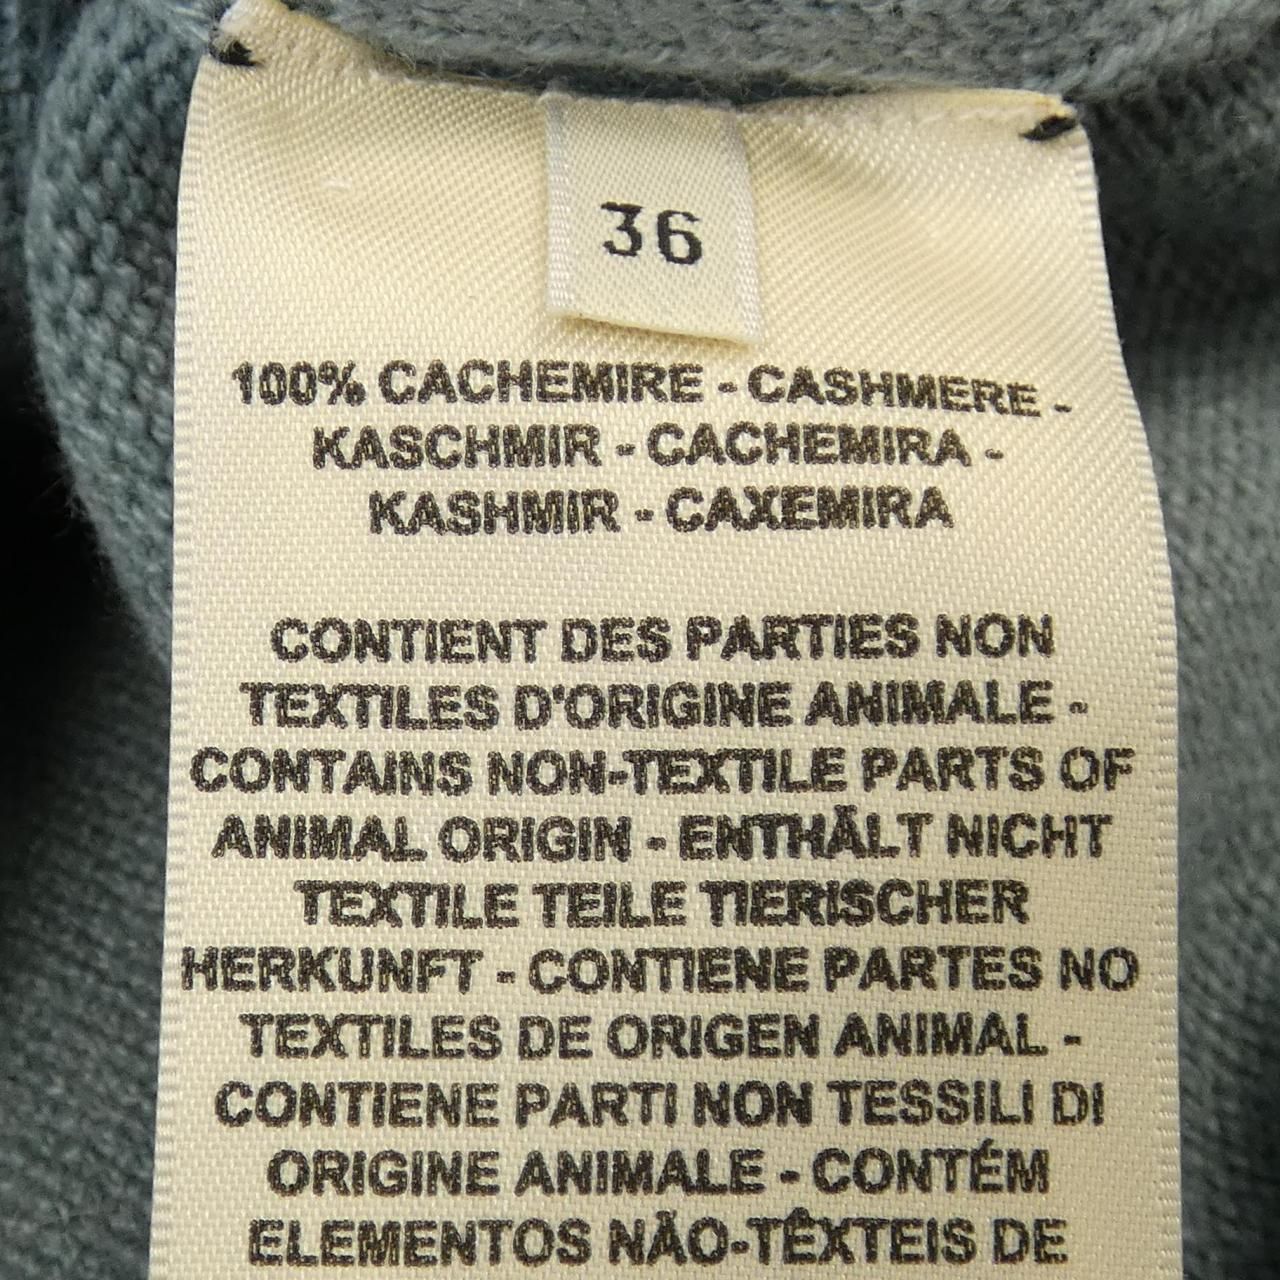 36
100% CACHEMIRE - CASHMERE -
KASCHMIR - CACHEMIRA -
KASHMIR - CAXEMIRA
CONTIENT DES PARTIES NON
TEXTILES D'ORIGINE ANIMALE -
CONTAINS NON-TEXTILE PARTS OF
ANIMAL ORIGIN - ENTHÄLT NICHT
TEXTILE TEILE TIERISCHER
HERKUNFT - CONTIENE PARTES NO
TEXTILES DE ORIGEN ANIMAL -
CONTIENE PARTI NON TESSILI DI
ORIGINE ANIMALE - CONTÉM
ELEMENTOS NÃO-TÊXTEIS DE